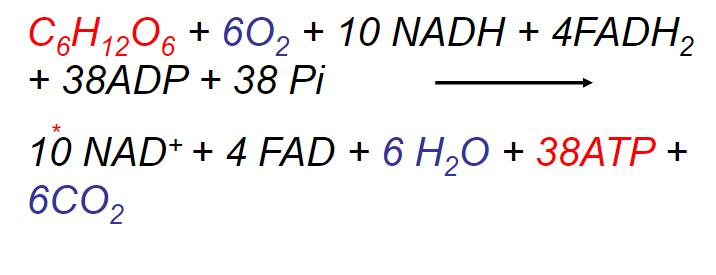 C₆H₁₂O₆ + 6O₂ + 10 NADH + 4FADH₂
+ 38ADP + 38 Pi
*
10 NAD⁺ + 4 FAD + 6 H₂O + 38ATP +
6CO₂